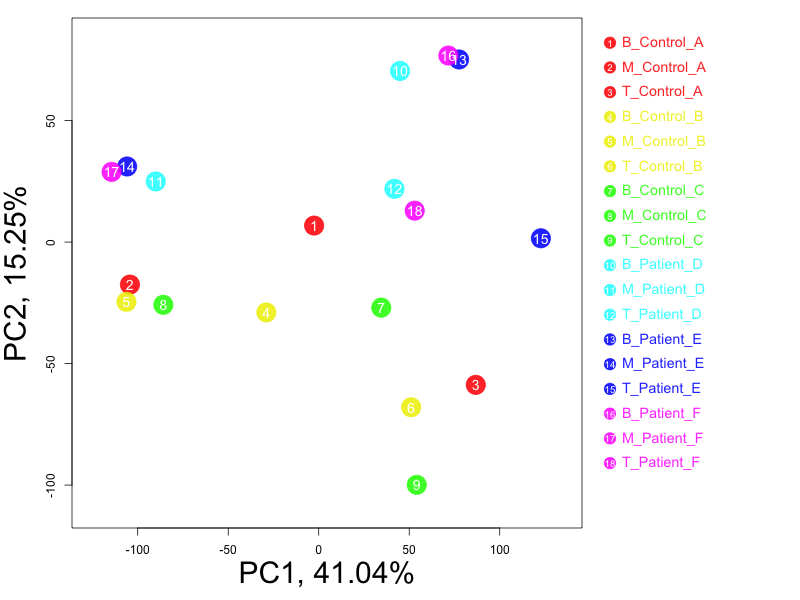 PC2, 15.25%
50
0
-50
-100
16
13
10
14
17
11
12
18
1
15
2
5
8
4
7
3
6
9
-100
-50
0
50
100
PC1, 41.04%
1 B_Control_A
2 M_Control_A
3 T_Control_A
4 B_Control_B
5 M_Control_B
6 T_Control_B
7 B_Control_C
8 M_Control_C
9 T_Control_C
10 B_Patient_D
11 M_Patient_D
12 T_Patient_D
13 B_Patient_E
14 M_Patient_E
15 T_Patient_E
16 B_Patient_F
17 M_Patient_F
18 T_Patient_F